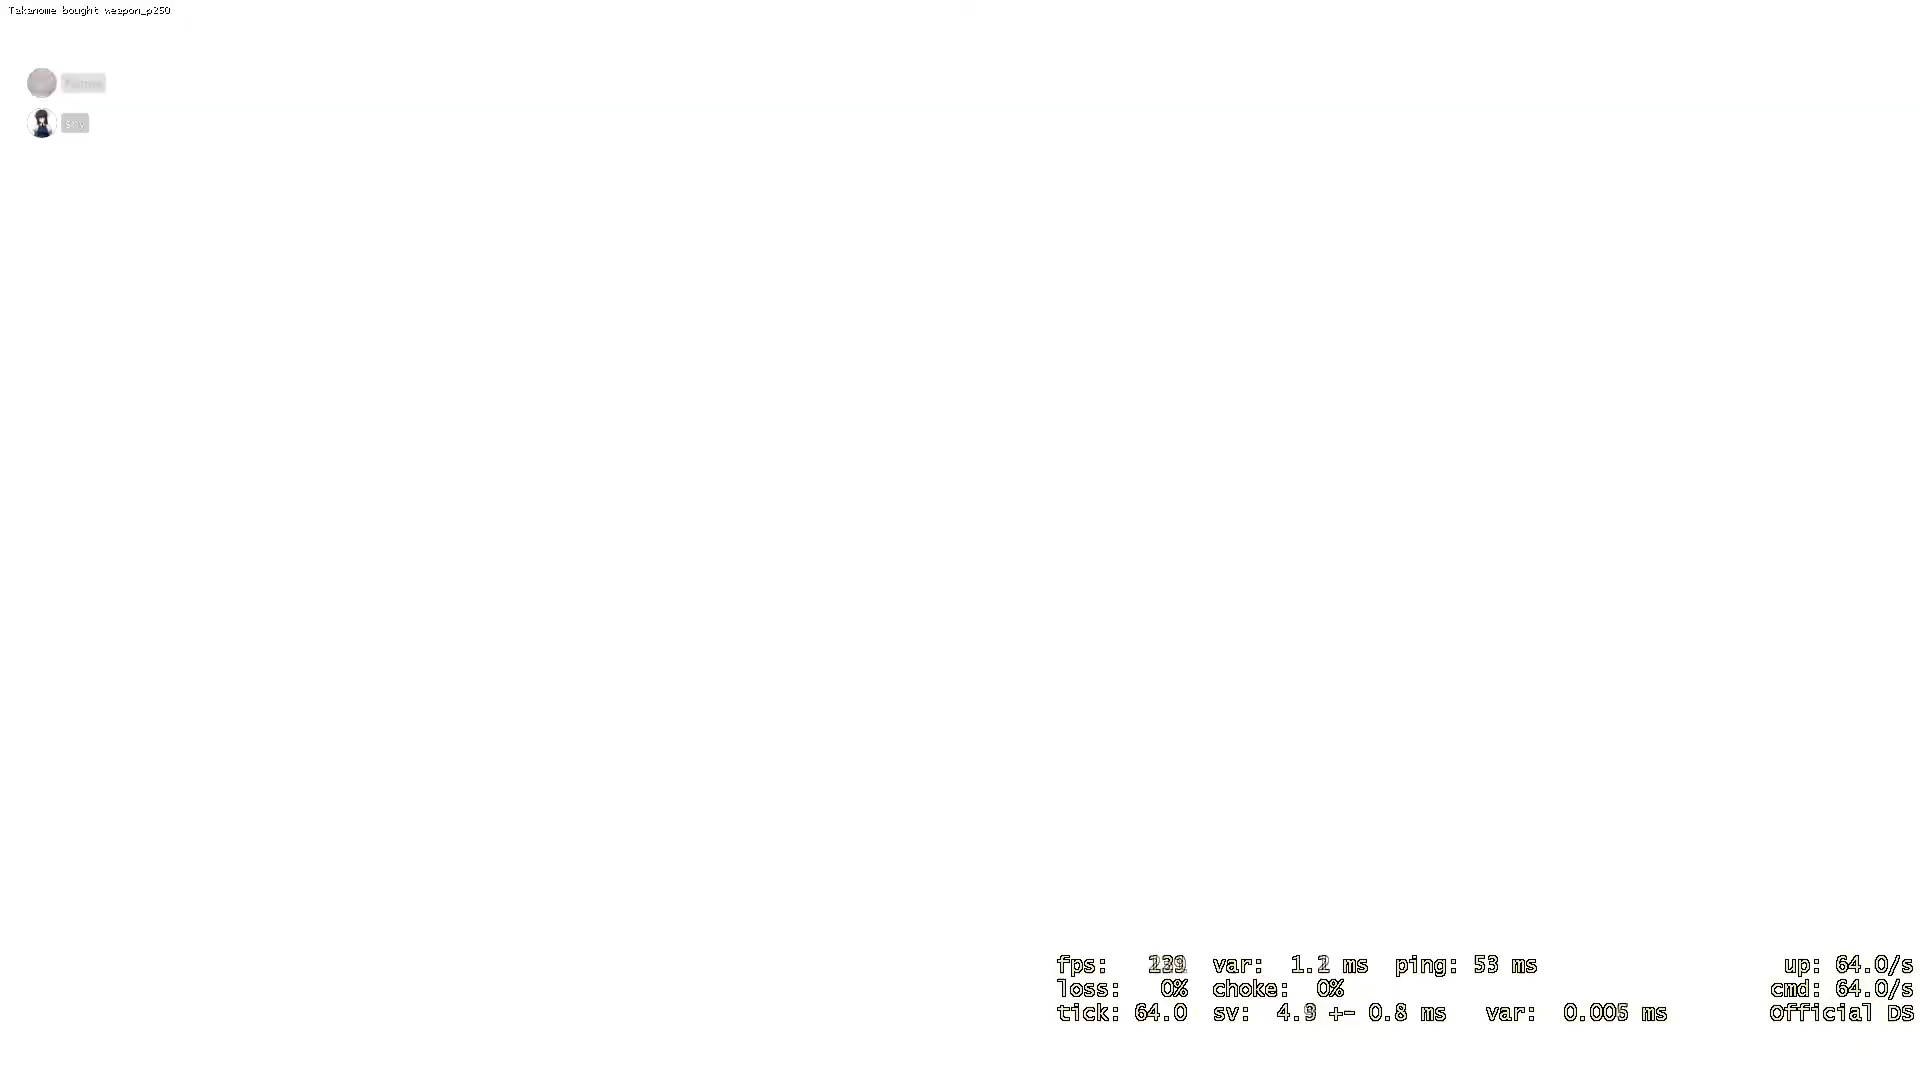 Takanome bought weapon_p250
shy
fps: 239 var: 1.2 ms ping: 53 ms up: 64.0/s
loss: 0% choke: 0% cmd: 64.0/s
tick: 64.0 sv: 4.9 +- 0.8 ms var: 0.005 ms Official DS